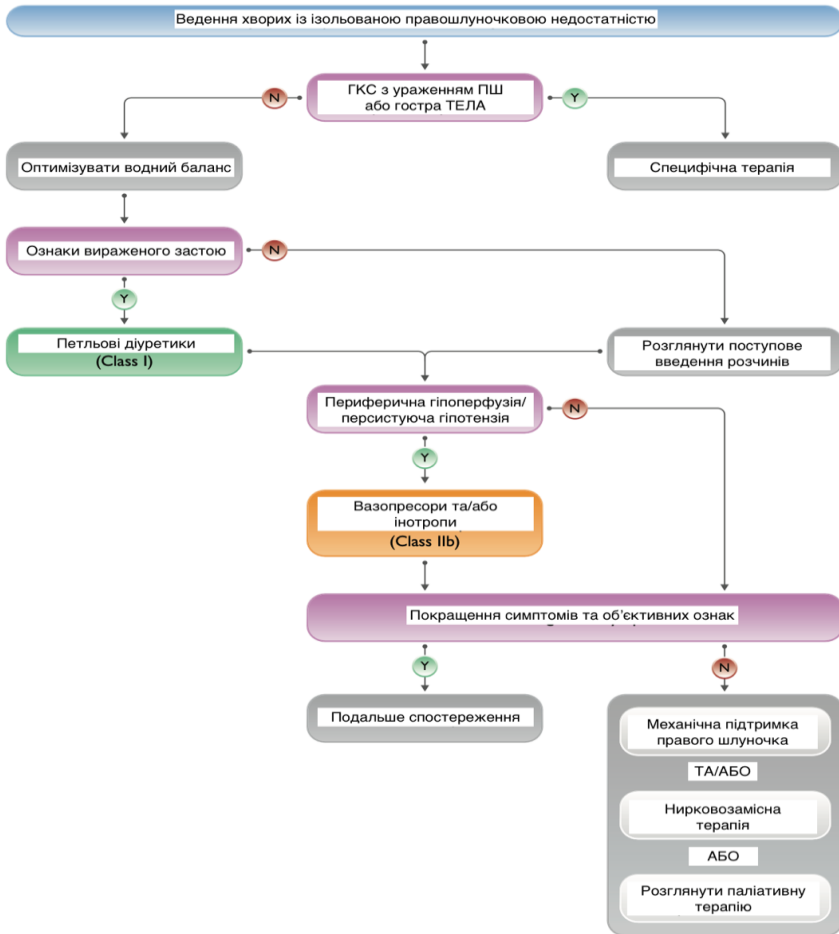 Ведення хворих із ізольованою правошлуночковою недостатністю
ГКС з ураженням ПШ
або гостра ТЕЛА
N
Y
Оптимізувати водний баланс
Специфічна терапія
Ознаки вираженого застою
N
Y
Петльові діуретики
(Class I)
Розглянути поступове
введення розчинів
Периферична гіпоперфузія/
персистуюча гіпотензія
N
Y
Вазопресори та/або
інотропи
(Class IIb)
Покращення симптомів та об’єктивних ознак
Y
N
Подальше спостереження
Механічна підтримка
правого шлуночка
ТА/АБО
Нирковозамісна
терапія
АБО
Розглянути паліативну
терапію